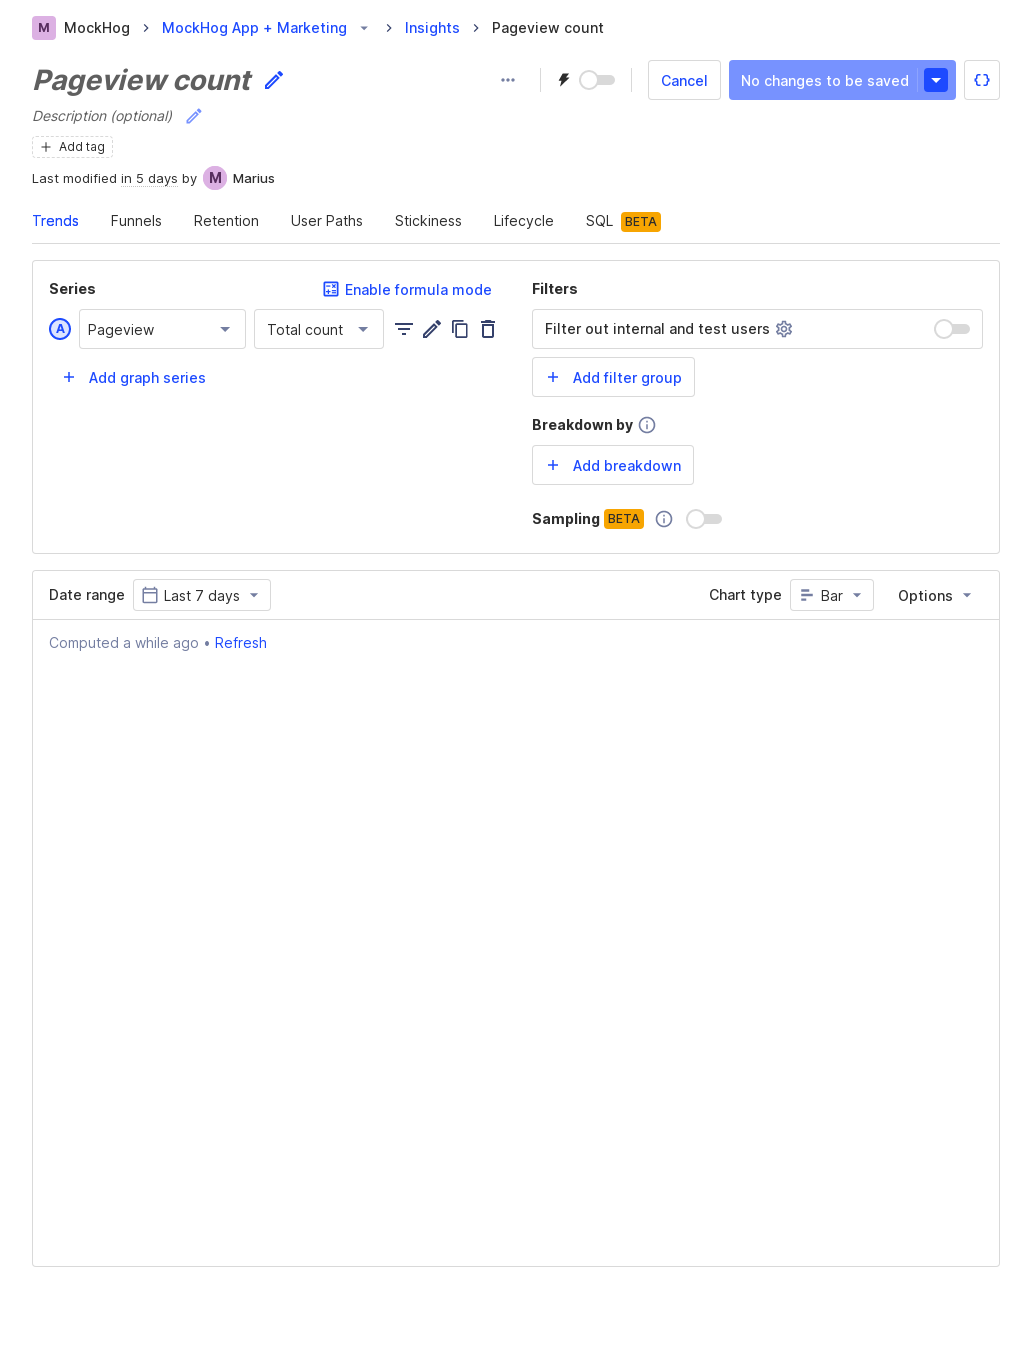 M MockHog MockHog App + Marketing Insights Pageview count
Pageview count
Cancel No changes to be saved
Description (optional)
Add tag
Last modified in 5 days by M Marius
Trends Funnels Retention User Paths Stickiness Lifecycle SQL BETA
Series Enable formula mode
A Pageview Total count
Add graph series
Filters
Filter out internal and test users
Add filter group
Breakdown by
Add breakdown
Sampling BETA
Date range Last 7 days Chart type Bar Options
Computed a while ago • Refresh